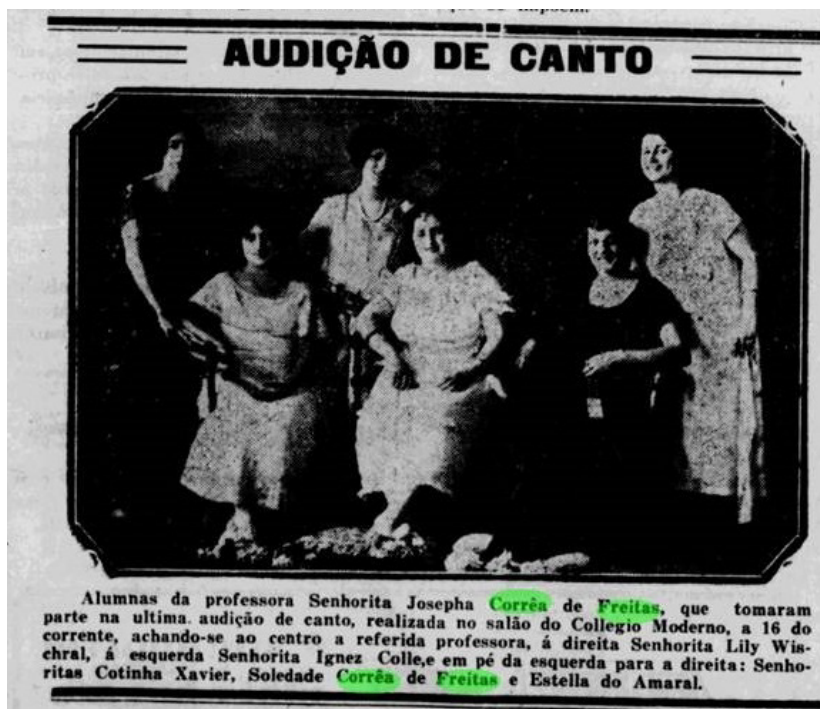 AUDIÇÃO DE CANTO
Alumnas da professora Senhorita Josepha Corrêa de Freitas, que tomaram
parte na ultima. audição de canto, realizada no salão do Collegio Moderno, a 16 do
corrente, achando-se ao centro a referida professora, á direita Senhorita Lily Wis-
chral, á esquerda Senhorita Ignez Colle,e em pé da esquerda para a direita: Senho-
ritas Cotinha Xavier, Soledade Corrêa de Freitas e Estella do Amaral.